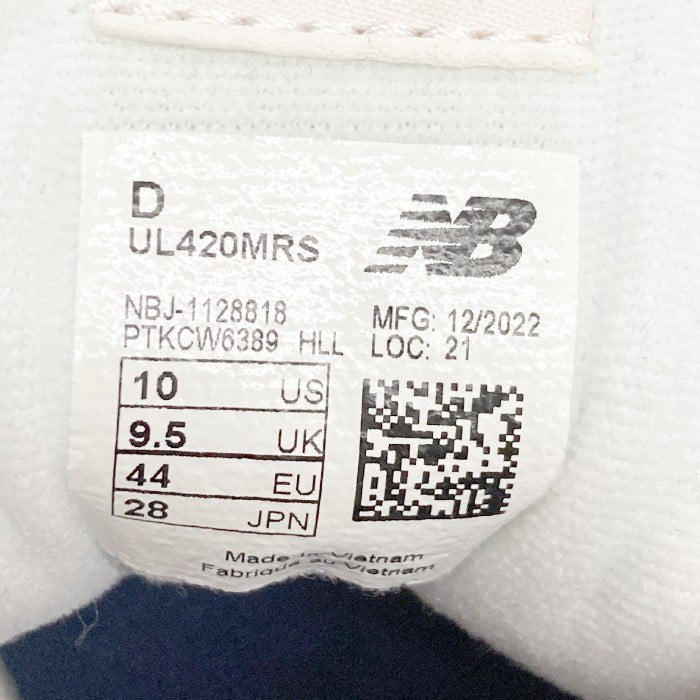 D
UL420MRS
NB
NBJ-1128818
PTKCW6389 HLL
MFG: 12/2022
LOC: 21
10 US
9.5 UK
44 EU
28 JPN
Made in Vietnam
Fabriqué au Vietnam